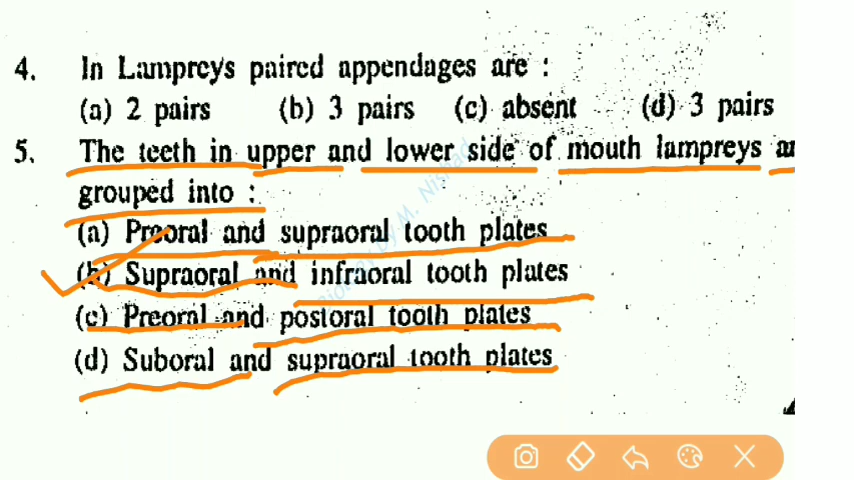 4. In Lampreys paired appendages are :
(a) 2 pairs (b) 3 pairs (c) absent (d) 3 pairs
5. The teeth in upper and lower side of mouth lampreys
grouped into :
(a) Preoral and supraoral tooth plates
(b) Supraoral and infraoral tooth plates
(c) Preoral and postoral tooth plates
(d) Suboral and supraoral tooth plates